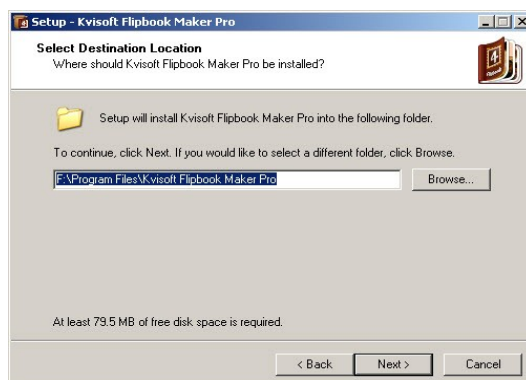 Setup - Kvisoft Flipbook Maker Pro
Select Destination Location
Where should Kvisoft Flipbook Maker Pro be installed?
4
Setup will install Kvisoft Flipbook Maker Pro into the following folder.
To continue, click Next. If you would like to select a different folder, click Browse.
F:\Program Files\Kvisoft Flipbook Maker Pro
Browse...
At least 79.5 MB of free disk space is required.
< Back
Next >
Cancel